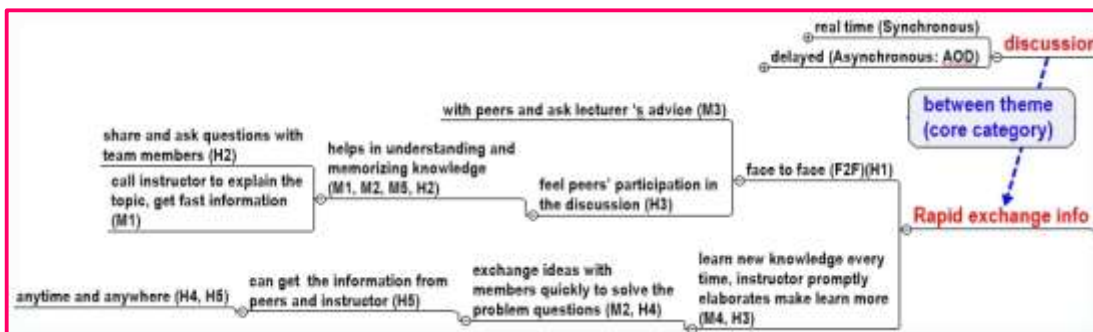 real time (Synchronous)
discussion
delayed (Asynchronous: AOD)
between theme
(core category)
with peers and ask lecturer 's advice (M3)
share and ask questions with
team members (H2)
helps in understanding and
memorizing knowledge
(M1, M2, M5, H2)
face to face (F2F)(H1)
call instructor to explain the
topic, get fast information
(M1)
feel peers' participation in
the discussion (H3)
Rapid exchange info
learn new knowledge every
time, instructor promptly
elaborates make learn more
(M4, H3)
exchange ideas with
members quickly to solve the
problem questions (M2, H4)
can get the information from
peers and instructor (H5)
anytime and anywhere (H4, H5)